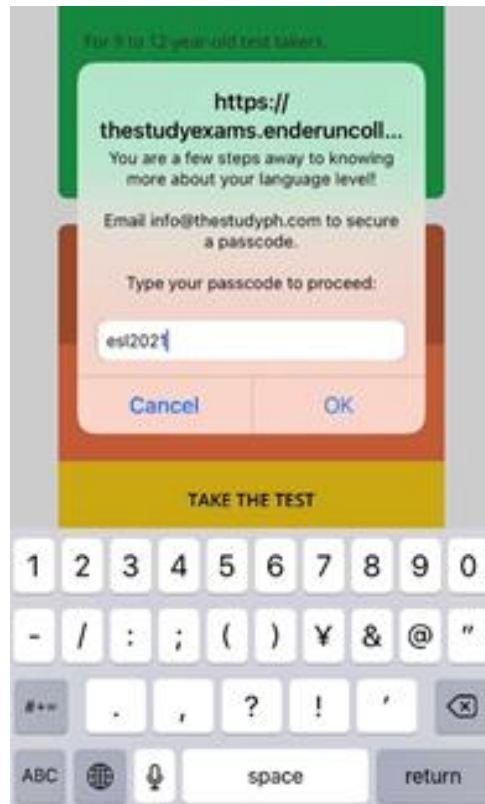 For 9 to 12-year-old test takers.
https://
thestudyexams.enderuncoll...
You are a few steps away to knowing
more about your language level!
Email info@thestudyph.com to secure
a passcode.
Type your passcode to proceed:
esl2021
Cancel OK
TAKE THE TEST
1 2 3 4 5 6 7 8 9 0
- / : ; ( ) ¥ & @ "
#+= . , ? ! '
ABC space return